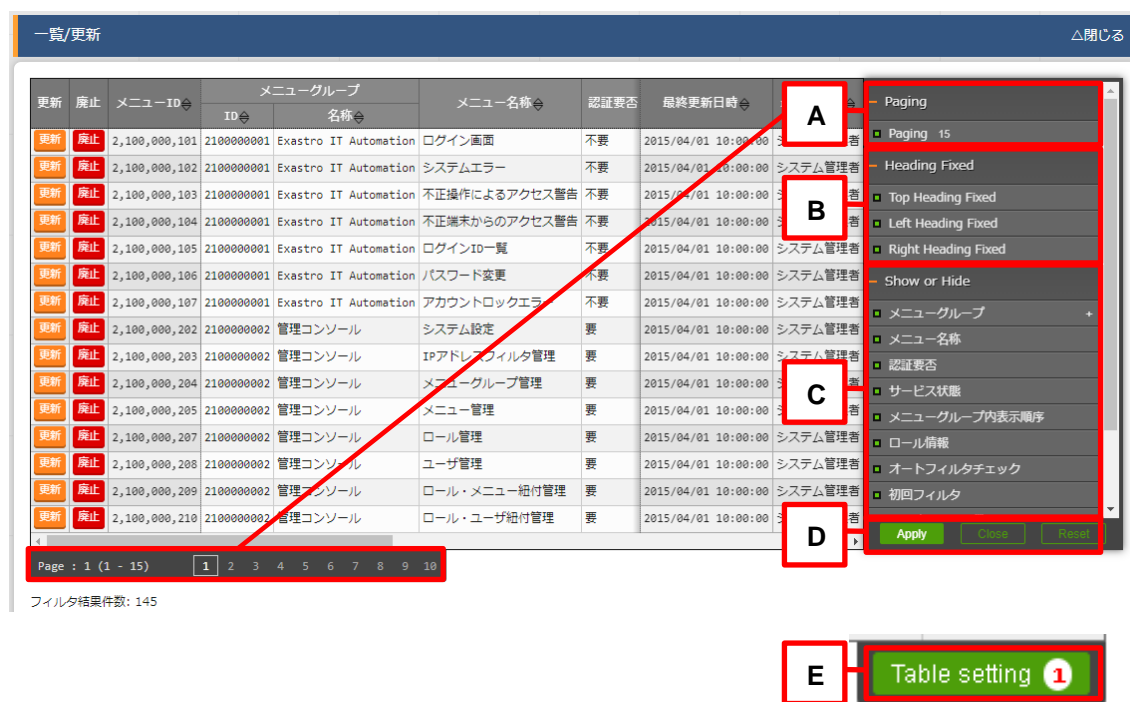 一覧/更新 △閉じる
更新 廃止 メニューID メニューグループ メニュー名称 認証要否 最終更新日時
ID 名称
更新 廃止 2,100,000,101 2100000001 Exastro IT Automation ログイン画面 不要 2015/04/01 10:00:00
更新 廃止 2,100,000,102 2100000001 Exastro IT Automation システムエラー 不要 2015/04/01 10:00:00 システム管理者
更新 廃止 2,100,000,103 2100000001 Exastro IT Automation 不正操作によるアクセス警告 不要 2015/04/01 10:00:00
更新 廃止 2,100,000,104 2100000001 Exastro IT Automation 不正端末からのアクセス警告 不要 2015/04/01 10:00:00
更新 廃止 2,100,000,105 2100000001 Exastro IT Automation ログインID一覧 不要 2015/04/01 10:00:00 システム管理者
更新 廃止 2,100,000,106 2100000001 Exastro IT Automation パスワード変更 不要 2015/04/01 10:00:00 システム管理者
更新 廃止 2,100,000,107 2100000001 Exastro IT Automation アカウントロックエラー 不要 2015/04/01 10:00:00 システム管理者
更新 廃止 2,100,000,202 2100000002 管理コンソール システム設定 要 2015/04/01 10:00:00 システム管理者
更新 廃止 2,100,000,203 2100000002 管理コンソール IPアドレスフィルタ管理 要 2015/04/01 10:00:00 システム管理者
更新 廃止 2,100,000,204 2100000002 管理コンソール メニューグループ管理 要 2015/04/01 10:00:00
更新 廃止 2,100,000,205 2100000002 管理コンソール メニュー管理 要 2015/04/01 10:00:00
更新 廃止 2,100,000,207 2100000002 管理コンソール ロール管理 要 2015/04/01 10:00:00 システム管理者
更新 廃止 2,100,000,208 2100000002 管理コンソール ユーザ管理 要 2015/04/01 10:00:00 システム管理者
更新 廃止 2,100,000,209 2100000002 管理コンソール ロール・メニュー紐付管理 要 2015/04/01 10:00:00 システム管理者
更新 廃止 2,100,000,210 2100000002 管理コンソール ロール・ユーザ紐付管理 要 2015/04/01 10:00:00
Page : 1 (1 - 15) 1 2 3 4 5 6 7 8 9 10
フィルタ結果件数: 145
A
Paging
Paging 15
B
Heading Fixed
Top Heading Fixed
Left Heading Fixed
Right Heading Fixed
C
Show or Hide
メニューグループ +
メニュー名称
認証要否
サービス状態
メニューグループ内表示順序
ロール情報
オートフィルタチェック
初回フィルタ
D
Apply Close Reset
E
Table setting 1